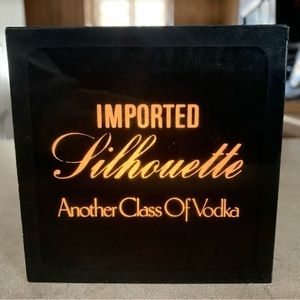 IMPORTED
Silhouette
Another Class Of Vodka